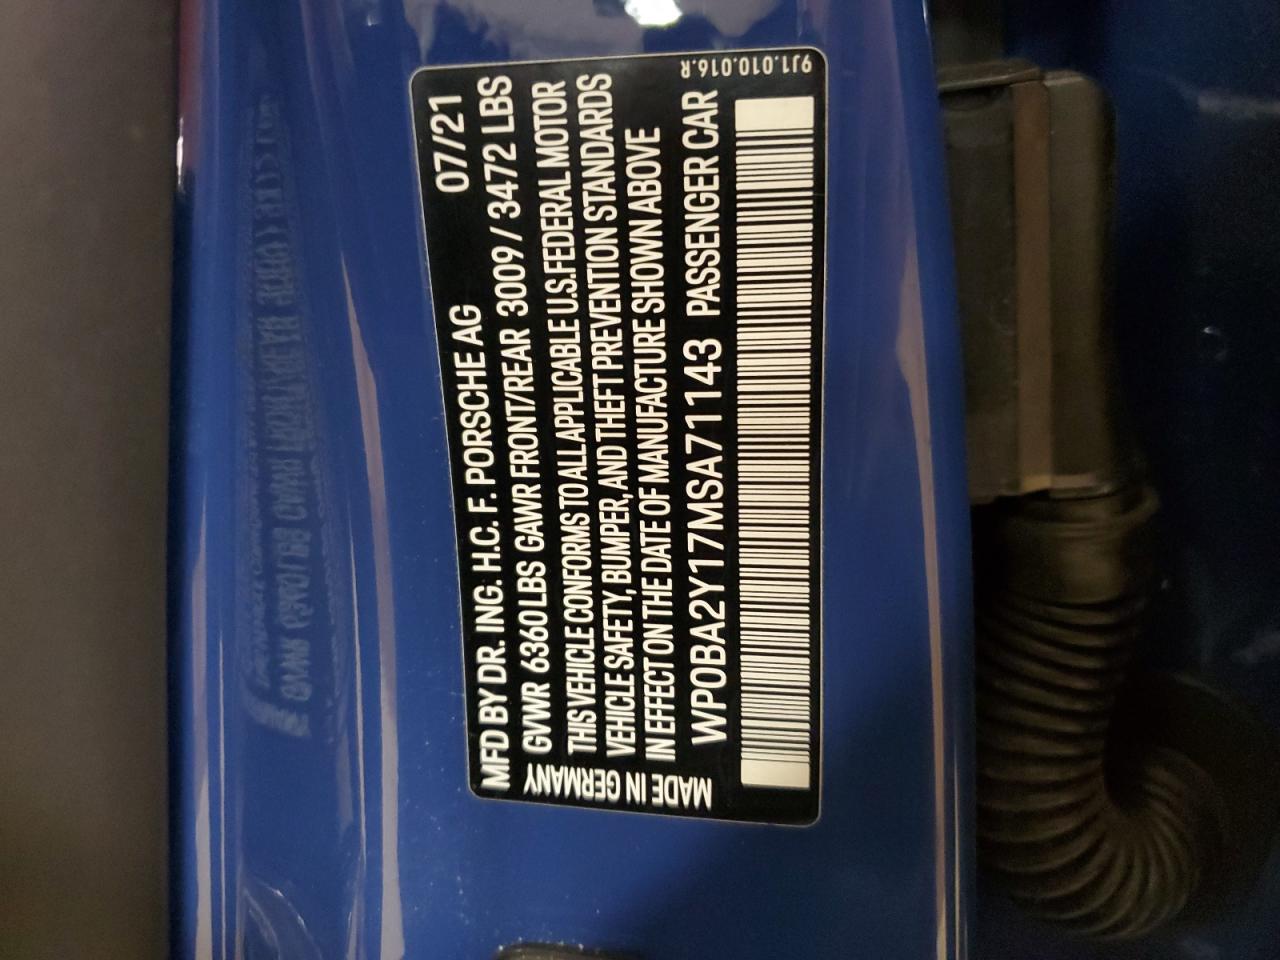 MFD BY DR. ING. H.C. F. PORSCHE AG 07/21
GVWR 6360LBS GAWR FRONT/REAR 3009 / 3472 LBS
THIS VEHICLE CONFORMS TO ALL APPLICABLE U.S.FEDERAL MOTOR
VEHICLE SAFETY, BUMPER, AND THEFT PREVENTION STANDARDS
IN EFFECT ON THE DATE OF MANUFACTURE SHOWN ABOVE
WP0BA2Y17MSA71143 PASSENGER CAR
MADE IN GERMANY
9J1.010.016.R